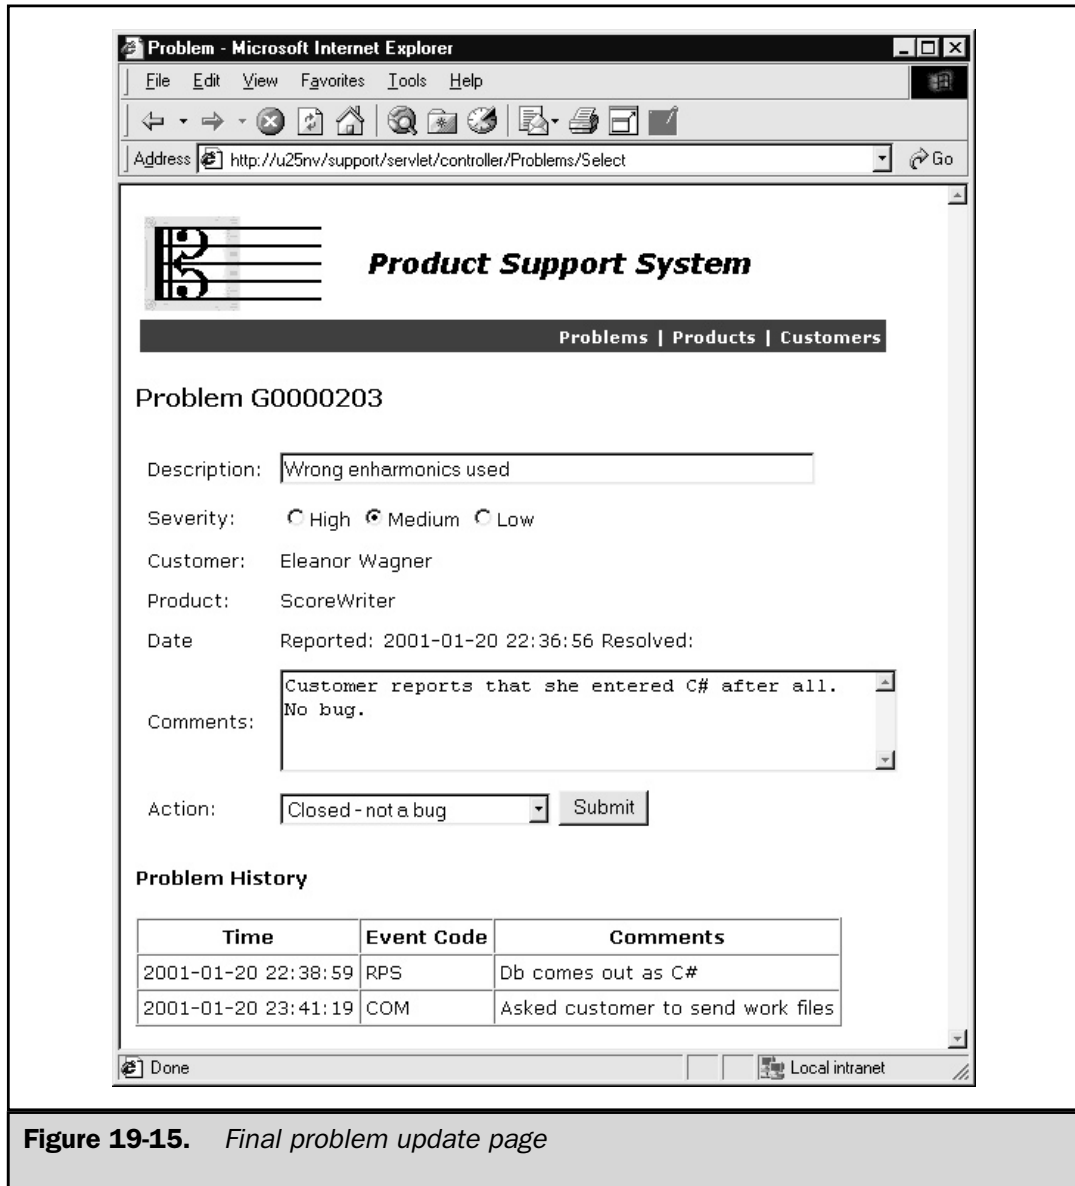 Problem - Microsoft Internet Explorer
File Edit View Favorites Tools Help
Address http://u25nv/support/servlet/controller/Problems/Select Go
Product Support System
Problems | Products | Customers
Problem G0000203
Description: Wrong enharmonics used
Severity: High Medium Low
Customer: Eleanor Wagner
Product: ScoreWriter
Date Reported: 2001-01-20 22:36:56 Resolved:
Comments: Customer reports that she entered C# after all.
No bug.
Action: Closed - not a bug Submit
Problem History
Time Event Code Comments
2001-01-20 22:38:59 RPS Db comes out as C#
2001-01-20 23:41:19 COM Asked customer to send work files
Done Local intranet
Figure 19-15. Final problem update page